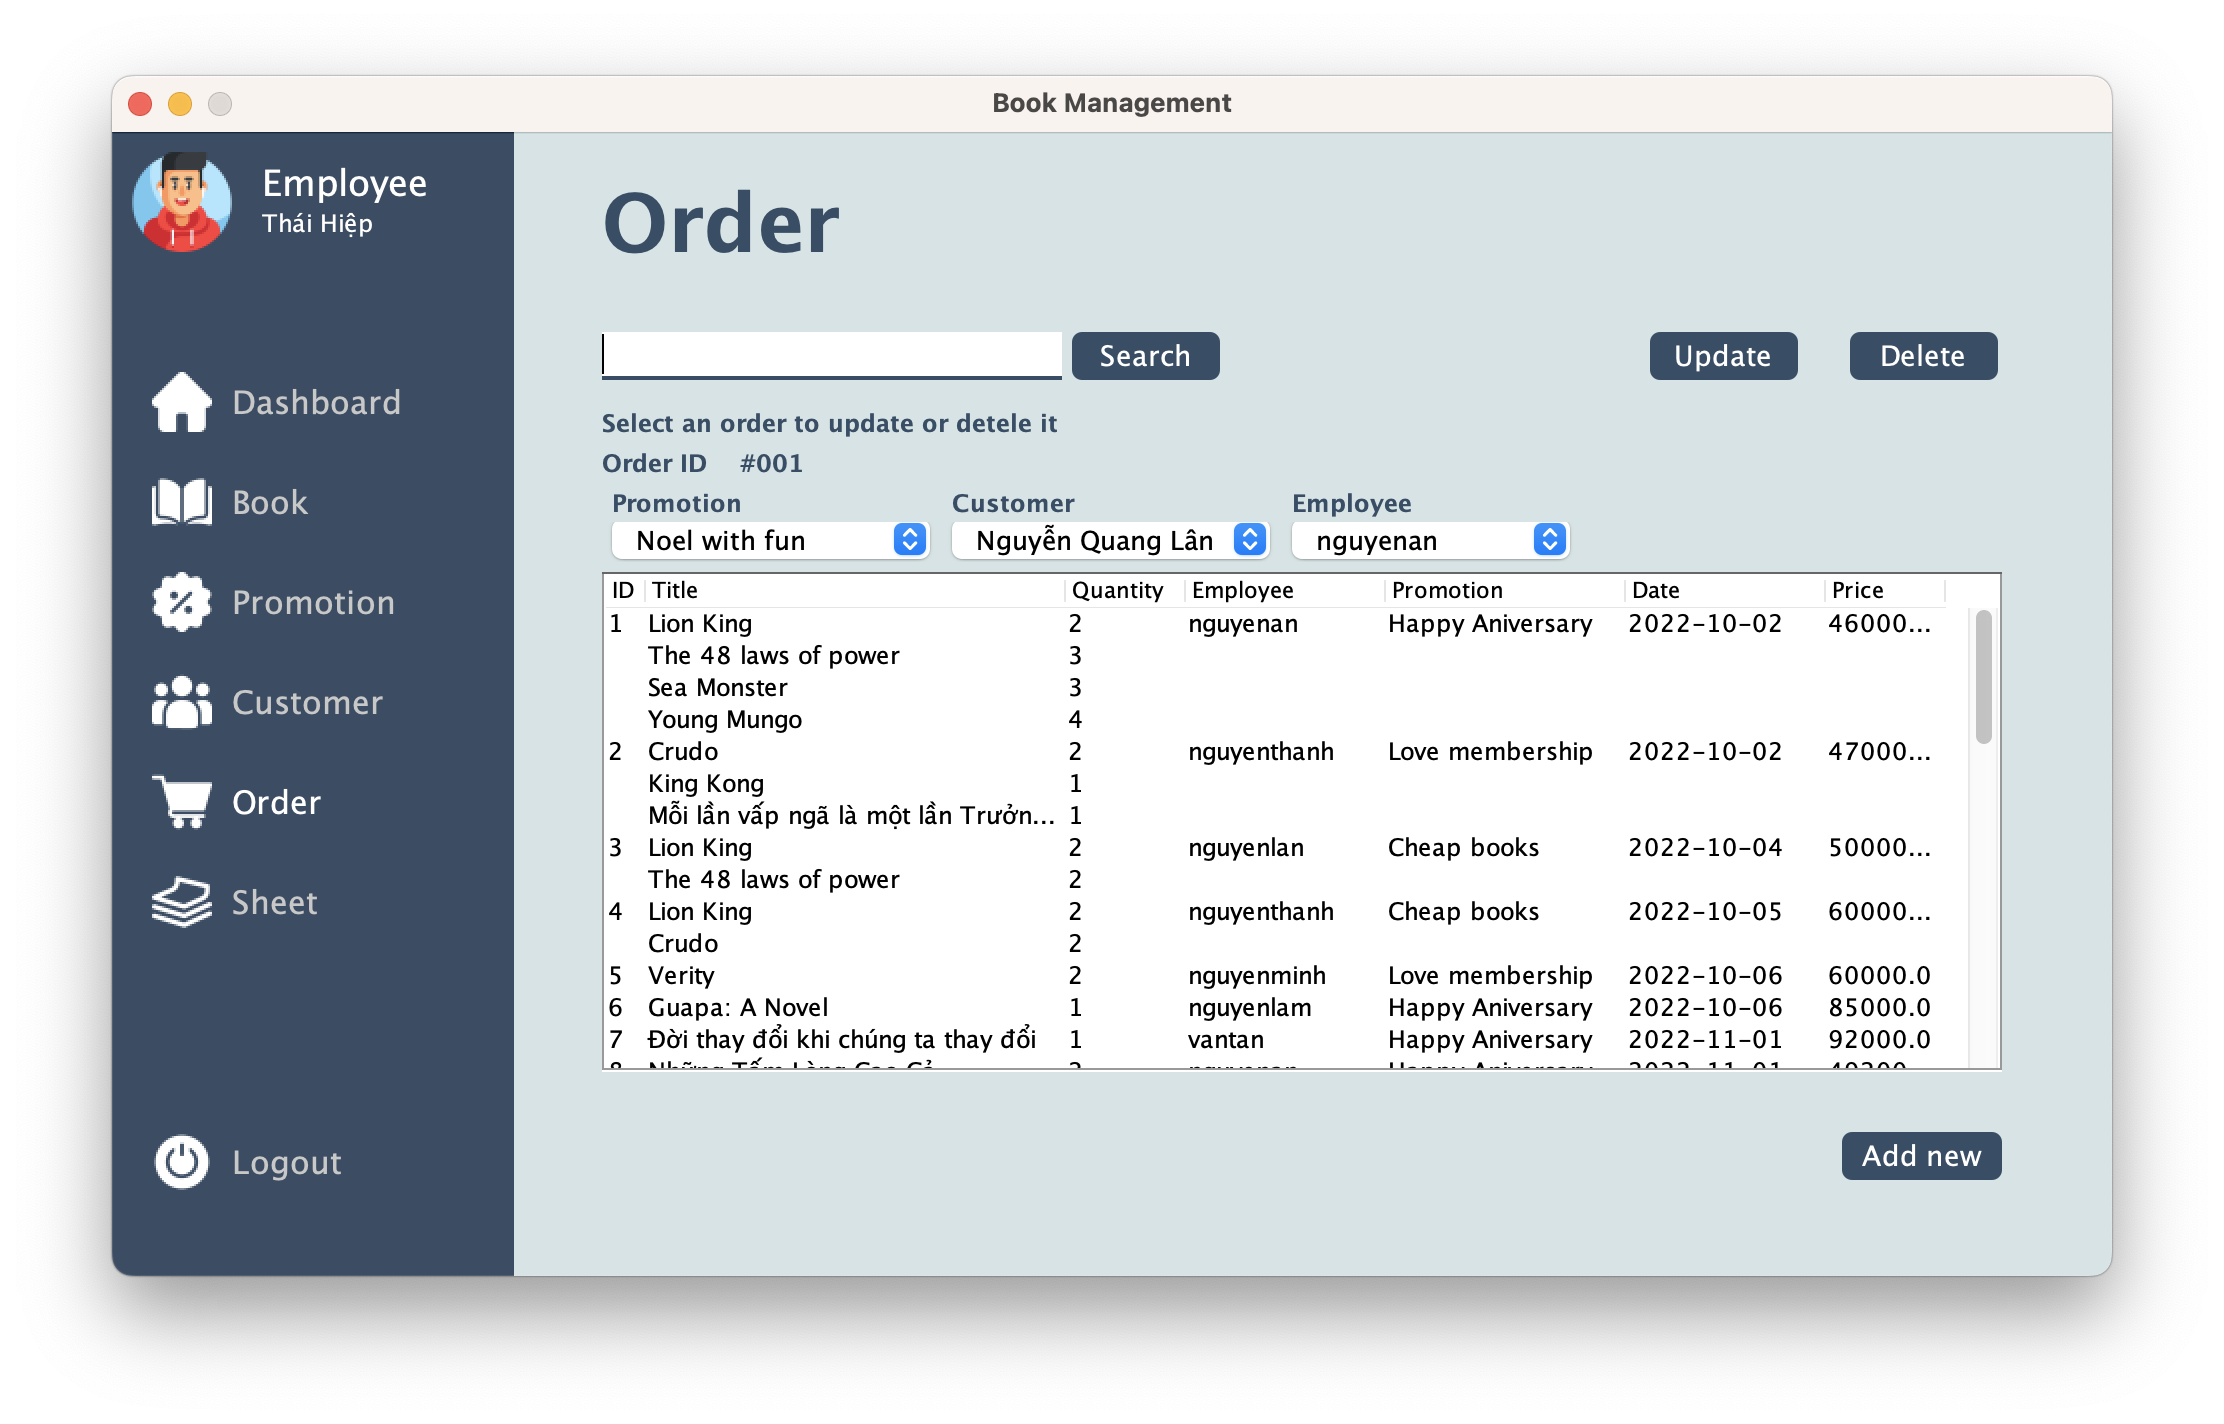 Book Management
Employee
Thái Hiệp
Dashboard
Book
Promotion
Customer
Order
Sheet
Logout
Order
Search
Update
Delete
Select an order to update or detele it
Order ID #001
Promotion Customer Employee
Noel with fun Nguyễn Quang Lân nguyenan
ID Title Quantity Employee Promotion Date Price
1 Lion King 2 nguyenan Happy Aniversary 2022-10-02 46000...
The 48 laws of power 3
Sea Monster 3
Young Mungo 4
2 Crudo 2 nguyenthanh Love membership 2022-10-02 47000...
King Kong 1
Mỗi lần vấp ngã là một lần Trưởn... 1
3 Lion King 2 nguyenlan Cheap books 2022-10-04 50000...
The 48 laws of power 2
4 Lion King 2 nguyenthanh Cheap books 2022-10-05 60000...
Crudo 2
5 Verity 2 nguyenminh Love membership 2022-10-06 60000.0
6 Guapa: A Novel 1 nguyenlam Happy Aniversary 2022-10-06 85000.0
7 Đời thay đổi khi chúng ta thay đổi 1 vantan Happy Aniversary 2022-11-01 92000.0
Add new